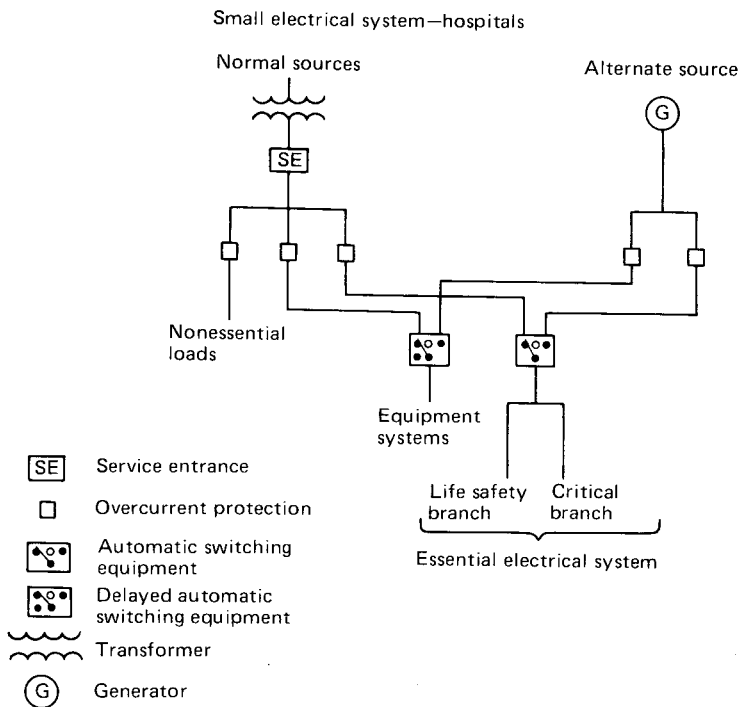 Small electrical system—hospitals
Normal sources
Alternate source
G
SE
Nonessential
loads
Equipment
systems
Life safety
branch
Critical
branch
Essential electrical system
SE Service entrance
Overcurrent protection
Automatic switching
equipment
Delayed automatic
switching equipment
Transformer
G Generator